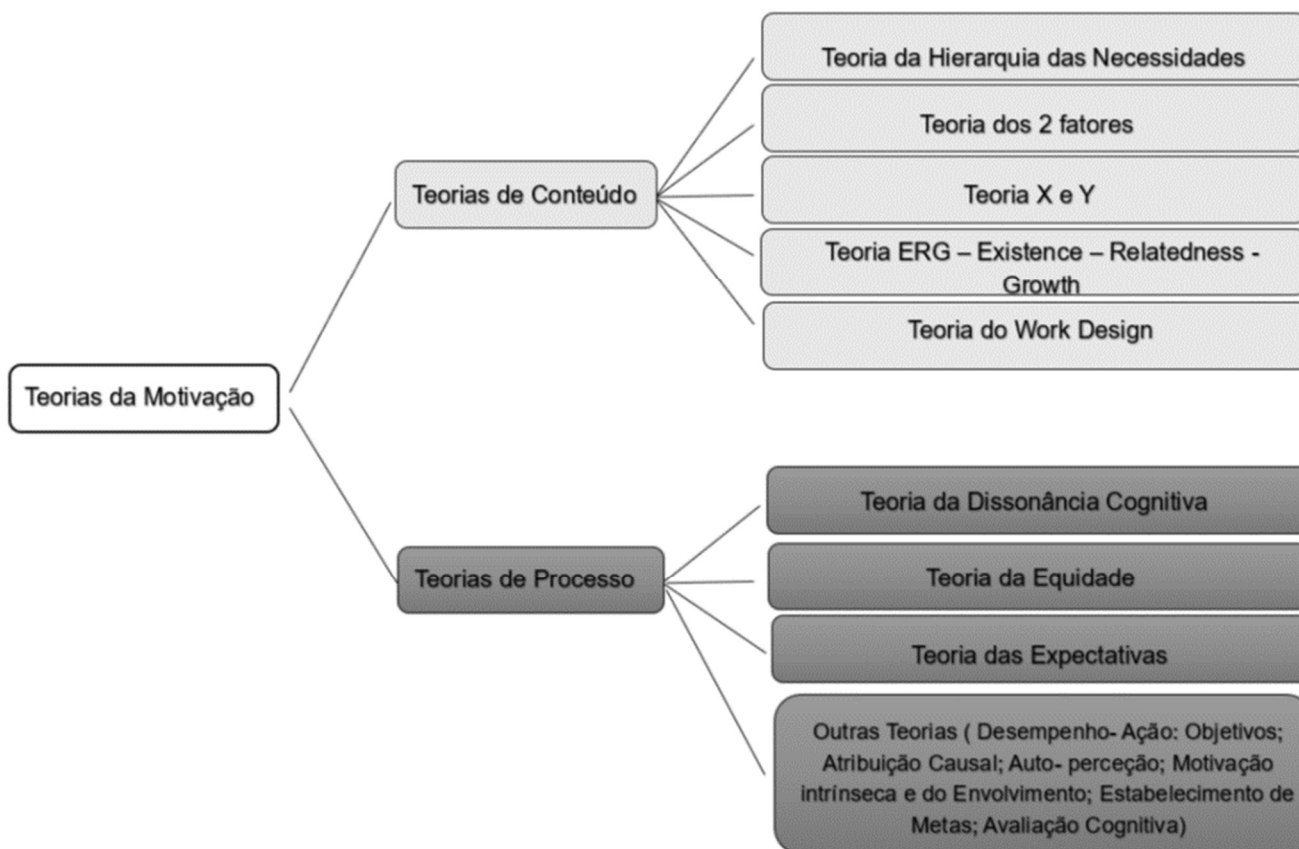 Teorias da Motivação
Teorias de Conteúdo
Teoria da Hierarquia das Necessidades
Teoria dos 2 fatores
Teoria X e Y
Teoria ERG – Existence – Relatedness -
Growth
Teoria do Work Design
Teorias de Processo
Teoria da Dissonância Cognitiva
Teoria da Equidade
Teoria das Expectativas
Outras Teorias ( Desempenho- Ação: Objetivos;
Atribuição Causal; Auto- perceção; Motivação
intrínseca e do Envolvimento; Estabelecimento de
Metas; Avaliação Cognitiva)